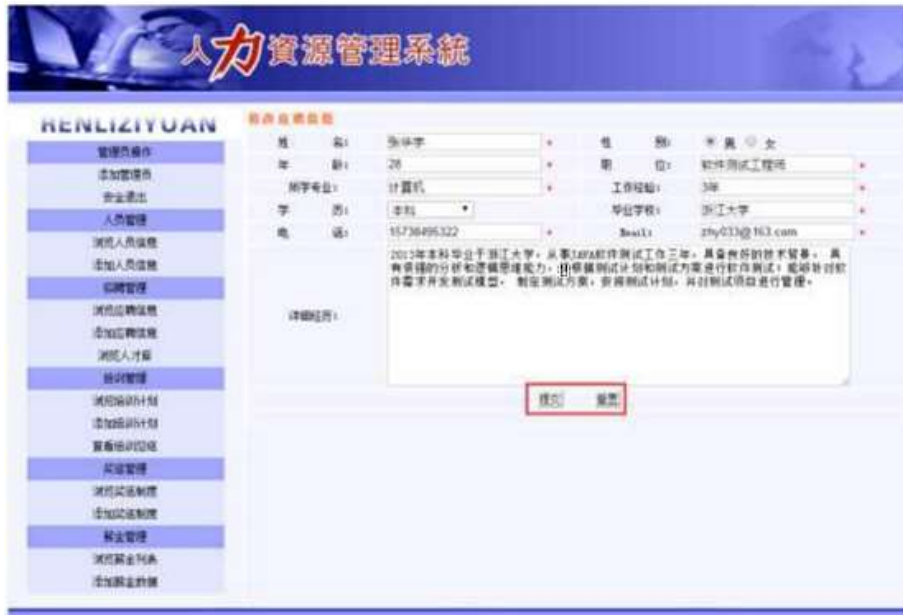 人力資源管理系統
RENLIZIYUAN
管理员操作
添加管理员
安全退出
人员管理
浏览人员信息
添加人员信息
招聘管理
浏览应聘信息
添加应聘信息
浏览人才库
培训管理
浏览培训计划
添加培训计划
查看培训总结
奖惩管理
浏览奖惩制度
添加奖惩制度
薪金管理
浏览薪金列表
添加薪金数据
修改应聘信息
姓 名: 张华宇 * 性 别: 男 女
年 龄: 28 * 职 位: 软件测试工程师 *
所学专业: 计算机 * 工作经验: 3年 *
学 历: 本科 毕业学校: 浙江大学 *
电 话: 15738495322 * Email: zhy033@163.com *
详细经历:
2013年本科毕业于浙江大学，从事JAVA软件测试工作三年，具备良好的技术背景， 具
有很强的分析和逻辑思维能力，根据测试计划和测试方案进行软件测试；能够针对软
件需求开发测试模型， 制定测试方案，安排测试计划，并对测试项目进行管理。
提交 重置